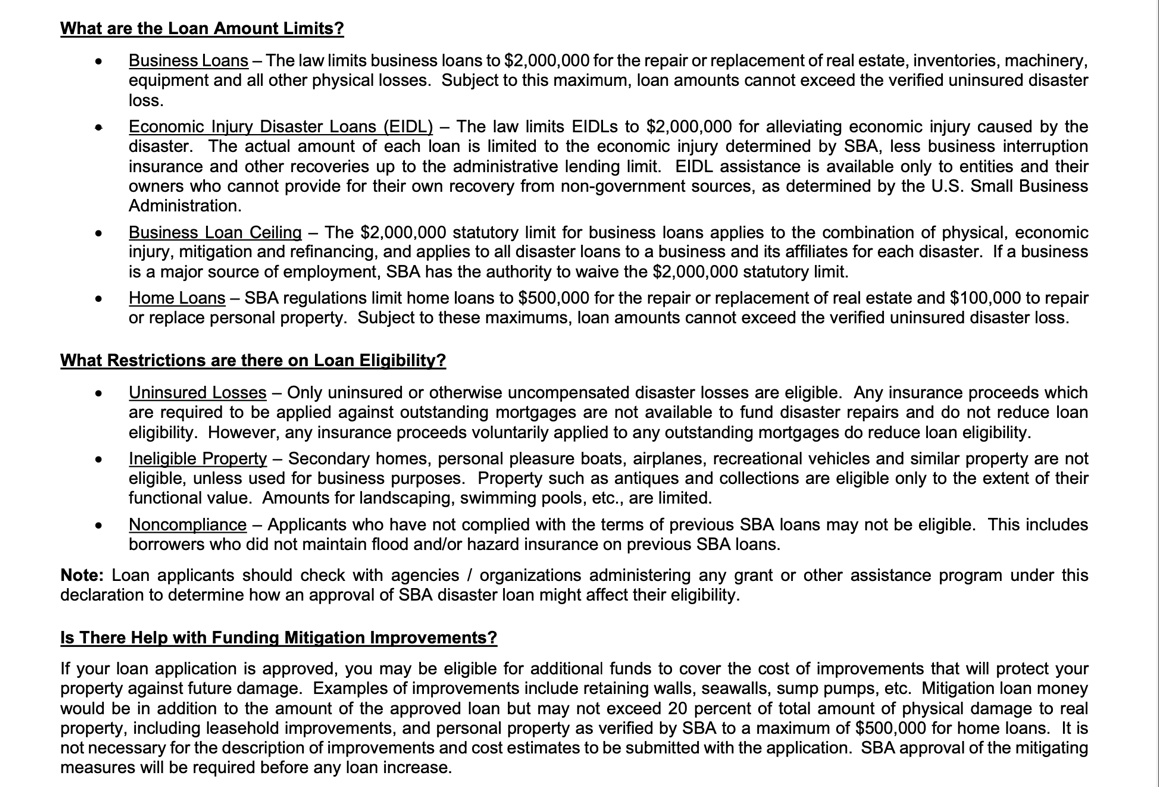 What are the Loan Amount Limits?
• Business Loans – The law limits business loans to $2,000,000 for the repair or replacement of real estate, inventories, machinery,
equipment and all other physical losses. Subject to this maximum, loan amounts cannot exceed the verified uninsured disaster
loss.
• Economic Injury Disaster Loans (EIDL) – The law limits EIDLs to $2,000,000 for alleviating economic injury caused by the
disaster. The actual amount of each loan is limited to the economic injury determined by SBA, less business interruption
insurance and other recoveries up to the administrative lending limit. EIDL assistance is available only to entities and their
owners who cannot provide for their own recovery from non-government sources, as determined by the U.S. Small Business
Administration.
• Business Loan Ceiling – The $2,000,000 statutory limit for business loans applies to the combination of physical, economic
injury, mitigation and refinancing, and applies to all disaster loans to a business and its affiliates for each disaster. If a business
is a major source of employment, SBA has the authority to waive the $2,000,000 statutory limit.
• Home Loans – SBA regulations limit home loans to $500,000 for the repair or replacement of real estate and $100,000 to repair
or replace personal property. Subject to these maximums, loan amounts cannot exceed the verified uninsured disaster loss.
What Restrictions are there on Loan Eligibility?
• Uninsured Losses – Only uninsured or otherwise uncompensated disaster losses are eligible. Any insurance proceeds which
are required to be applied against outstanding mortgages are not available to fund disaster repairs and do not reduce loan
eligibility. However, any insurance proceeds voluntarily applied to any outstanding mortgages do reduce loan eligibility.
• Ineligible Property – Secondary homes, personal pleasure boats, airplanes, recreational vehicles and similar property are not
eligible, unless used for business purposes. Property such as antiques and collections are eligible only to the extent of their
functional value. Amounts for landscaping, swimming pools, etc., are limited.
• Noncompliance – Applicants who have not complied with the terms of previous SBA loans may not be eligible. This includes
borrowers who did not maintain flood and/or hazard insurance on previous SBA loans.
Note: Loan applicants should check with agencies / organizations administering any grant or other assistance program under this
declaration to determine how an approval of SBA disaster loan might affect their eligibility.
Is There Help with Funding Mitigation Improvements?
If your loan application is approved, you may be eligible for additional funds to cover the cost of improvements that will protect your
property against future damage. Examples of improvements include retaining walls, seawalls, sump pumps, etc. Mitigation loan money
would be in addition to the amount of the approved loan but may not exceed 20 percent of total amount of physical damage to real
property, including leasehold improvements, and personal property as verified by SBA to a maximum of $500,000 for home loans. It is
not necessary for the description of improvements and cost estimates to be submitted with the application. SBA approval of the mitigating
measures will be required before any loan increase.